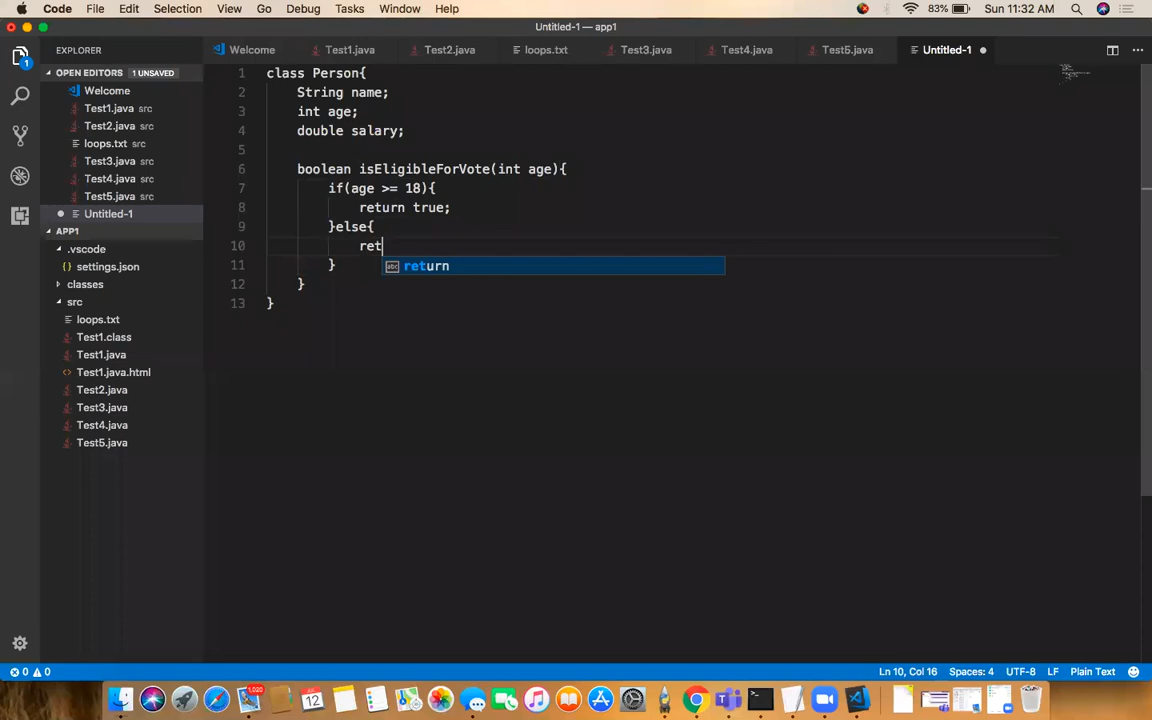 Code File Edit Selection View Go Debug Tasks Window Help 83% Sun 11:32 AM
Untitled-1 — app1
EXPLORER
Welcome Test1.java Test2.java loops.txt Test3.java Test4.java Test5.java Untitled-1
OPEN EDITORS 1 UNSAVED
1
Welcome
Test1.java src
Test2.java src
loops.txt src
Test3.java src
Test4.java src
Test5.java src
Untitled-1
APP1
.vscode
{} settings.json
classes
src
loops.txt
Test1.class
Test1.java
<> Test1.java.html
Test2.java
Test3.java
Test4.java
Test5.java
1 class Person{
2 String name;
3 int age;
4 double salary;
5
6 boolean isEligibleForVote(int age){
7 if(age >= 18){
8 return true;
9 }else{
10 ret
abc return
11 }
12 }
13 }
0 0 Ln 10, Col 16 Spaces: 4 UTF-8 LF Plain Text
1,020
12